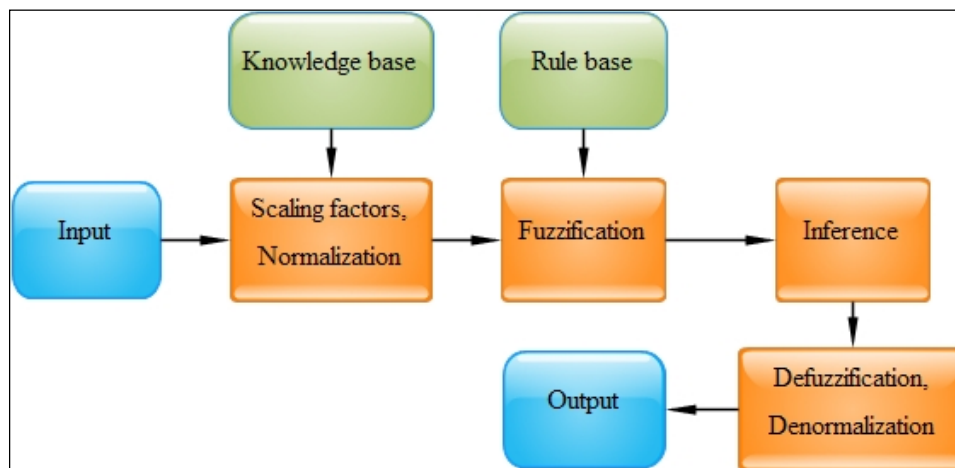 Knowledge base
Rule base
Input
Scaling factors,
Normalization
Fuzzification
Inference
Output
Defuzzification,
Denormalization